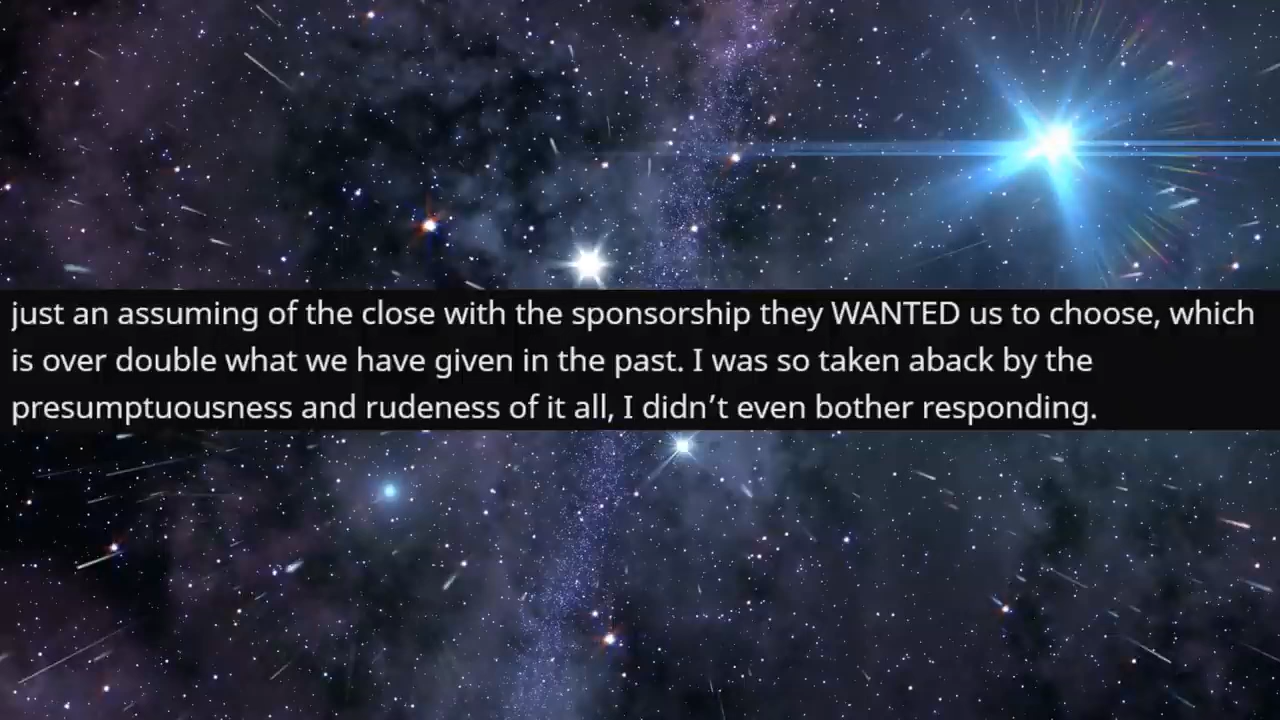 just an assuming of the close with the sponsorship they WANTED us to choose, which
is over double what we have given in the past. I was so taken aback by the
presumptuousness and rudeness of it all, I didn’t even bother responding.